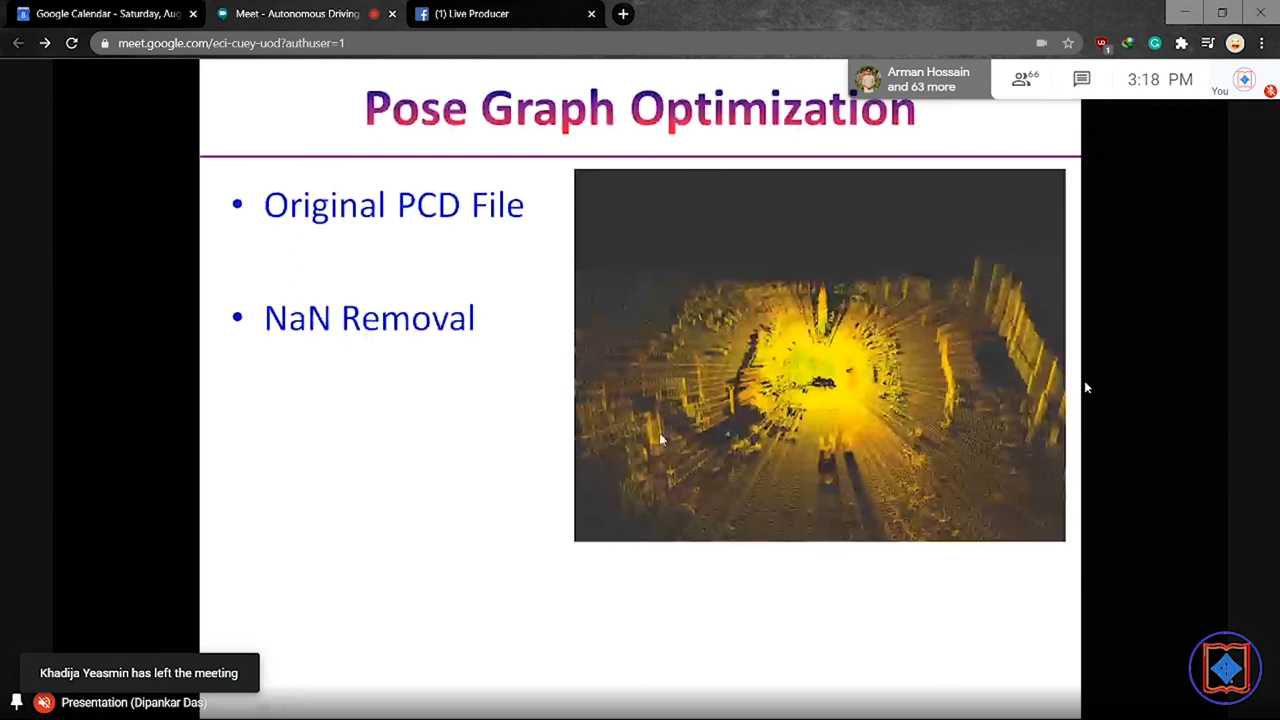 Google Calendar - Saturday, Aug
Meet - Autonomous Driving
(1) Live Producer
meet.google.com/eci-cuey-uod?authuser=1
1
Arman Hossain
and 63 more
66
3:18 PM
You
Pose Graph Optimization
• Original PCD File
• NaN Removal
Khadija Yeasmin has left the meeting
Presentation (Dipankar Das)